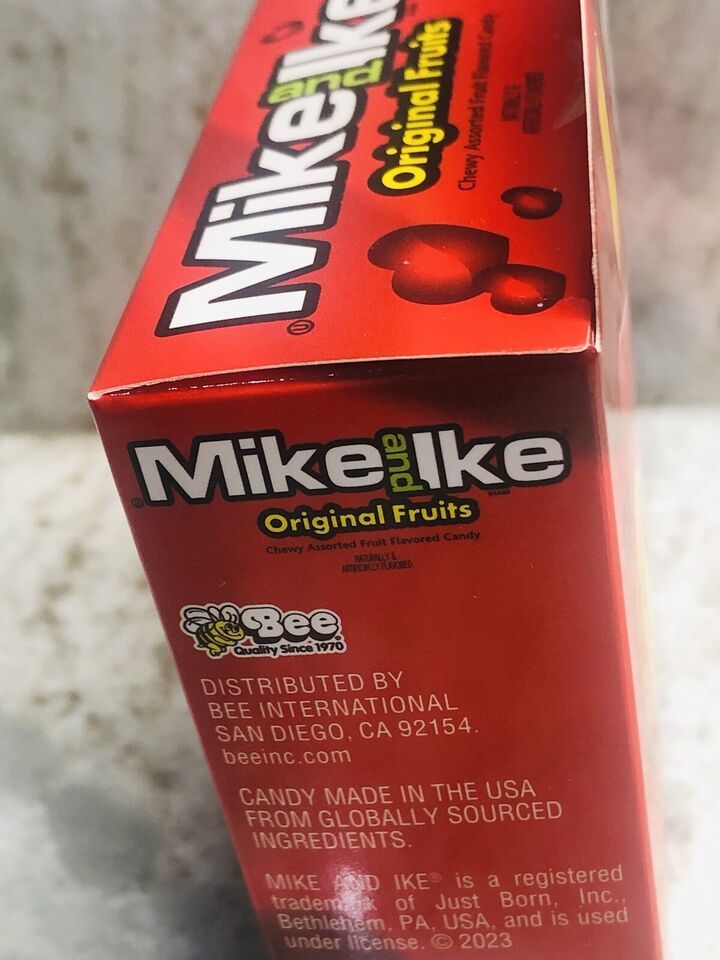 Mike and Ike
Original Fruits
Chewy Assorted Fruit Flavored Candy
NATURALLY &
ARTIFICIALLY FLAVORED
Mike and Ike
Original Fruits
Chewy Assorted Fruit Flavored Candy
NATURALLY &
ARTIFICIALLY FLAVORED
Bee®
Quality Since 1970
DISTRIBUTED BY
BEE INTERNATIONAL
SAN DIEGO, CA 92154.
beeinc.com
CANDY MADE IN THE USA
FROM GLOBALLY SOURCED
INGREDIENTS.
MIKE AND IKE® is a registered
trademark of Just Born, Inc.,
Bethlehem, PA, USA, and is used
under license. © 2023